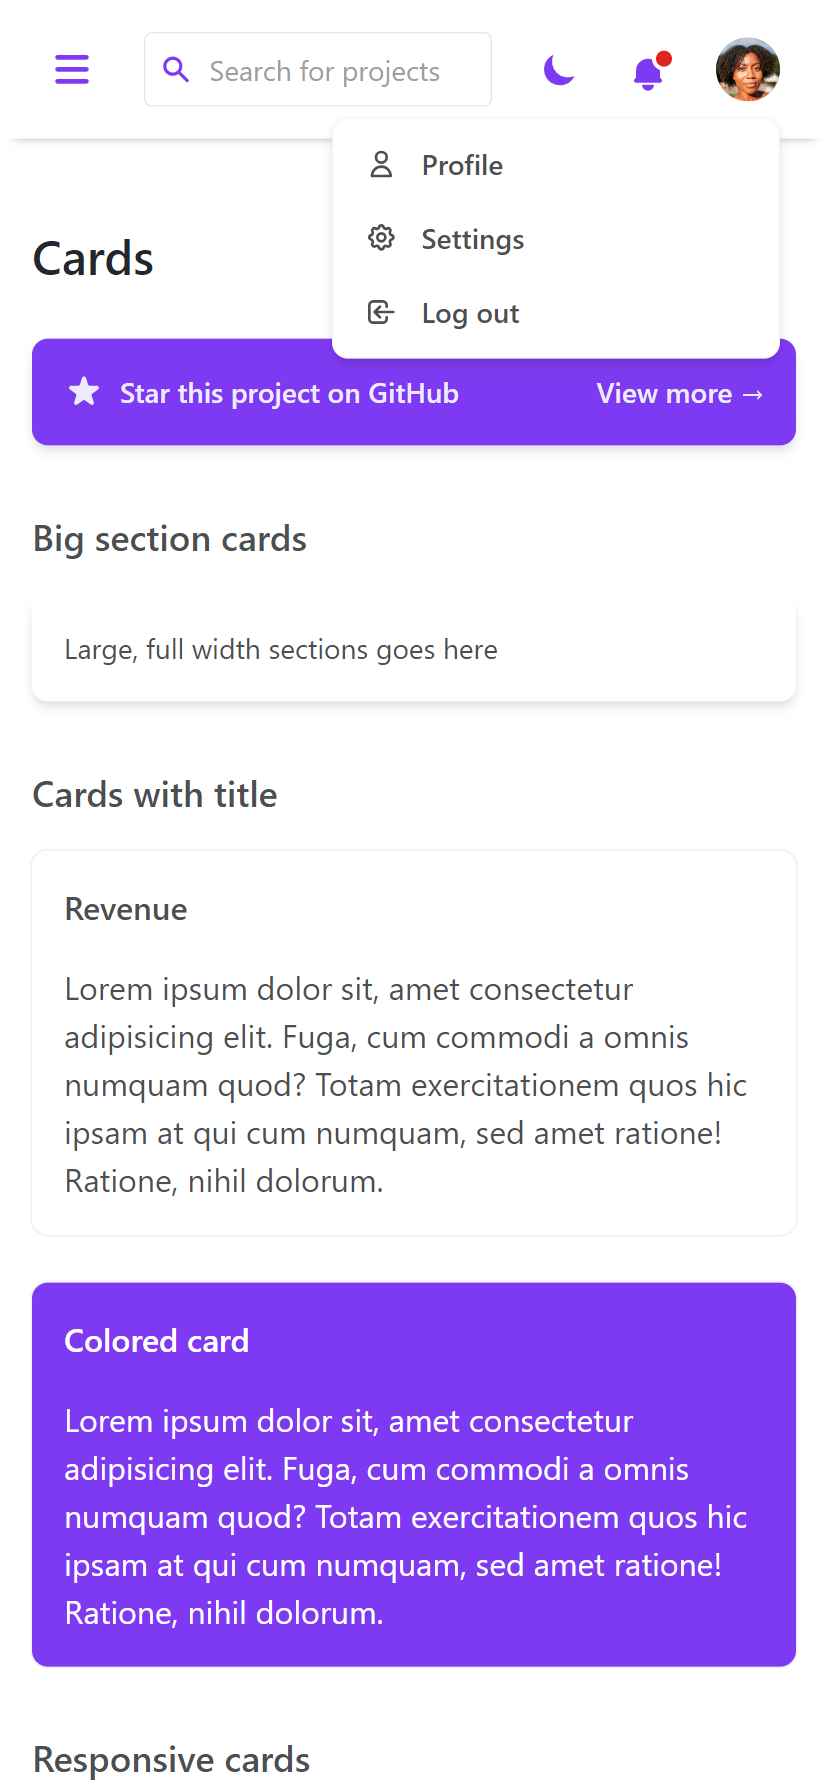 Search for projects
Profile
Settings
Log out
Cards
Star this project on GitHub
View more →
Big section cards
Large, full width sections goes here
Cards with title
Revenue
Lorem ipsum dolor sit, amet consectetur
adipisicing elit. Fuga, cum commodi a omnis
numquam quod? Totam exercitationem quos hic
ipsam at qui cum numquam, sed amet ratione!
Ratione, nihil dolorum.
Colored card
Lorem ipsum dolor sit, amet consectetur
adipisicing elit. Fuga, cum commodi a omnis
numquam quod? Totam exercitationem quos hic
ipsam at qui cum numquam, sed amet ratione!
Ratione, nihil dolorum.
Responsive cards